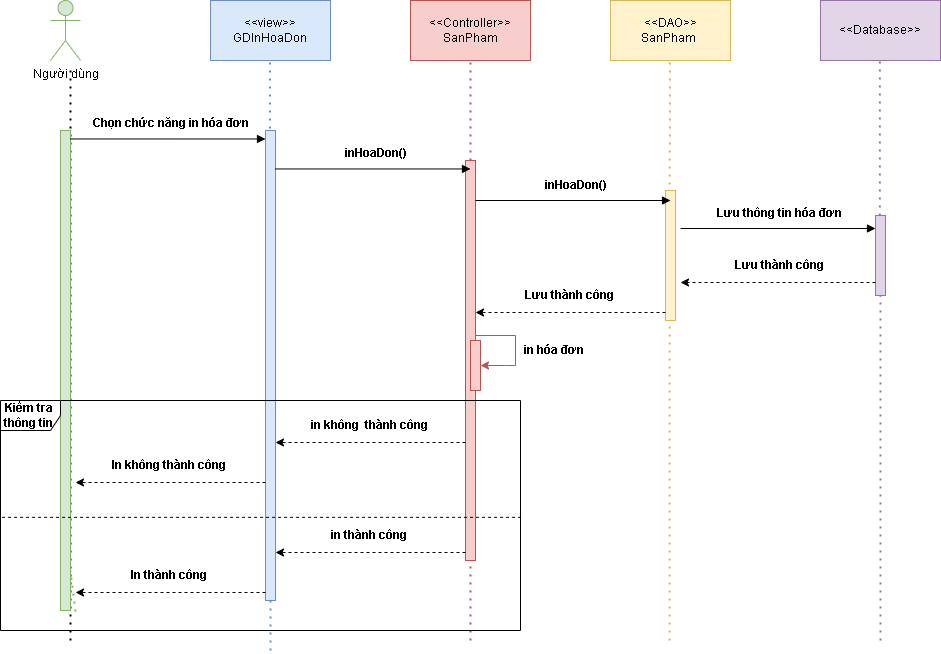 <<view>>
GDInHoaDon
<<Controller>>
SanPham
<<DAO>>
SanPham
<<Database>>
Người dùng
Chọn chức năng in hóa đơn
inHoaDon()
inHoaDon()
Lưu thông tin hóa đơn
Lưu thành công
Lưu thành công
in hóa đơn
Kiểm tra
thông tin
in không thành công
In không thành công
in thành công
In thành công